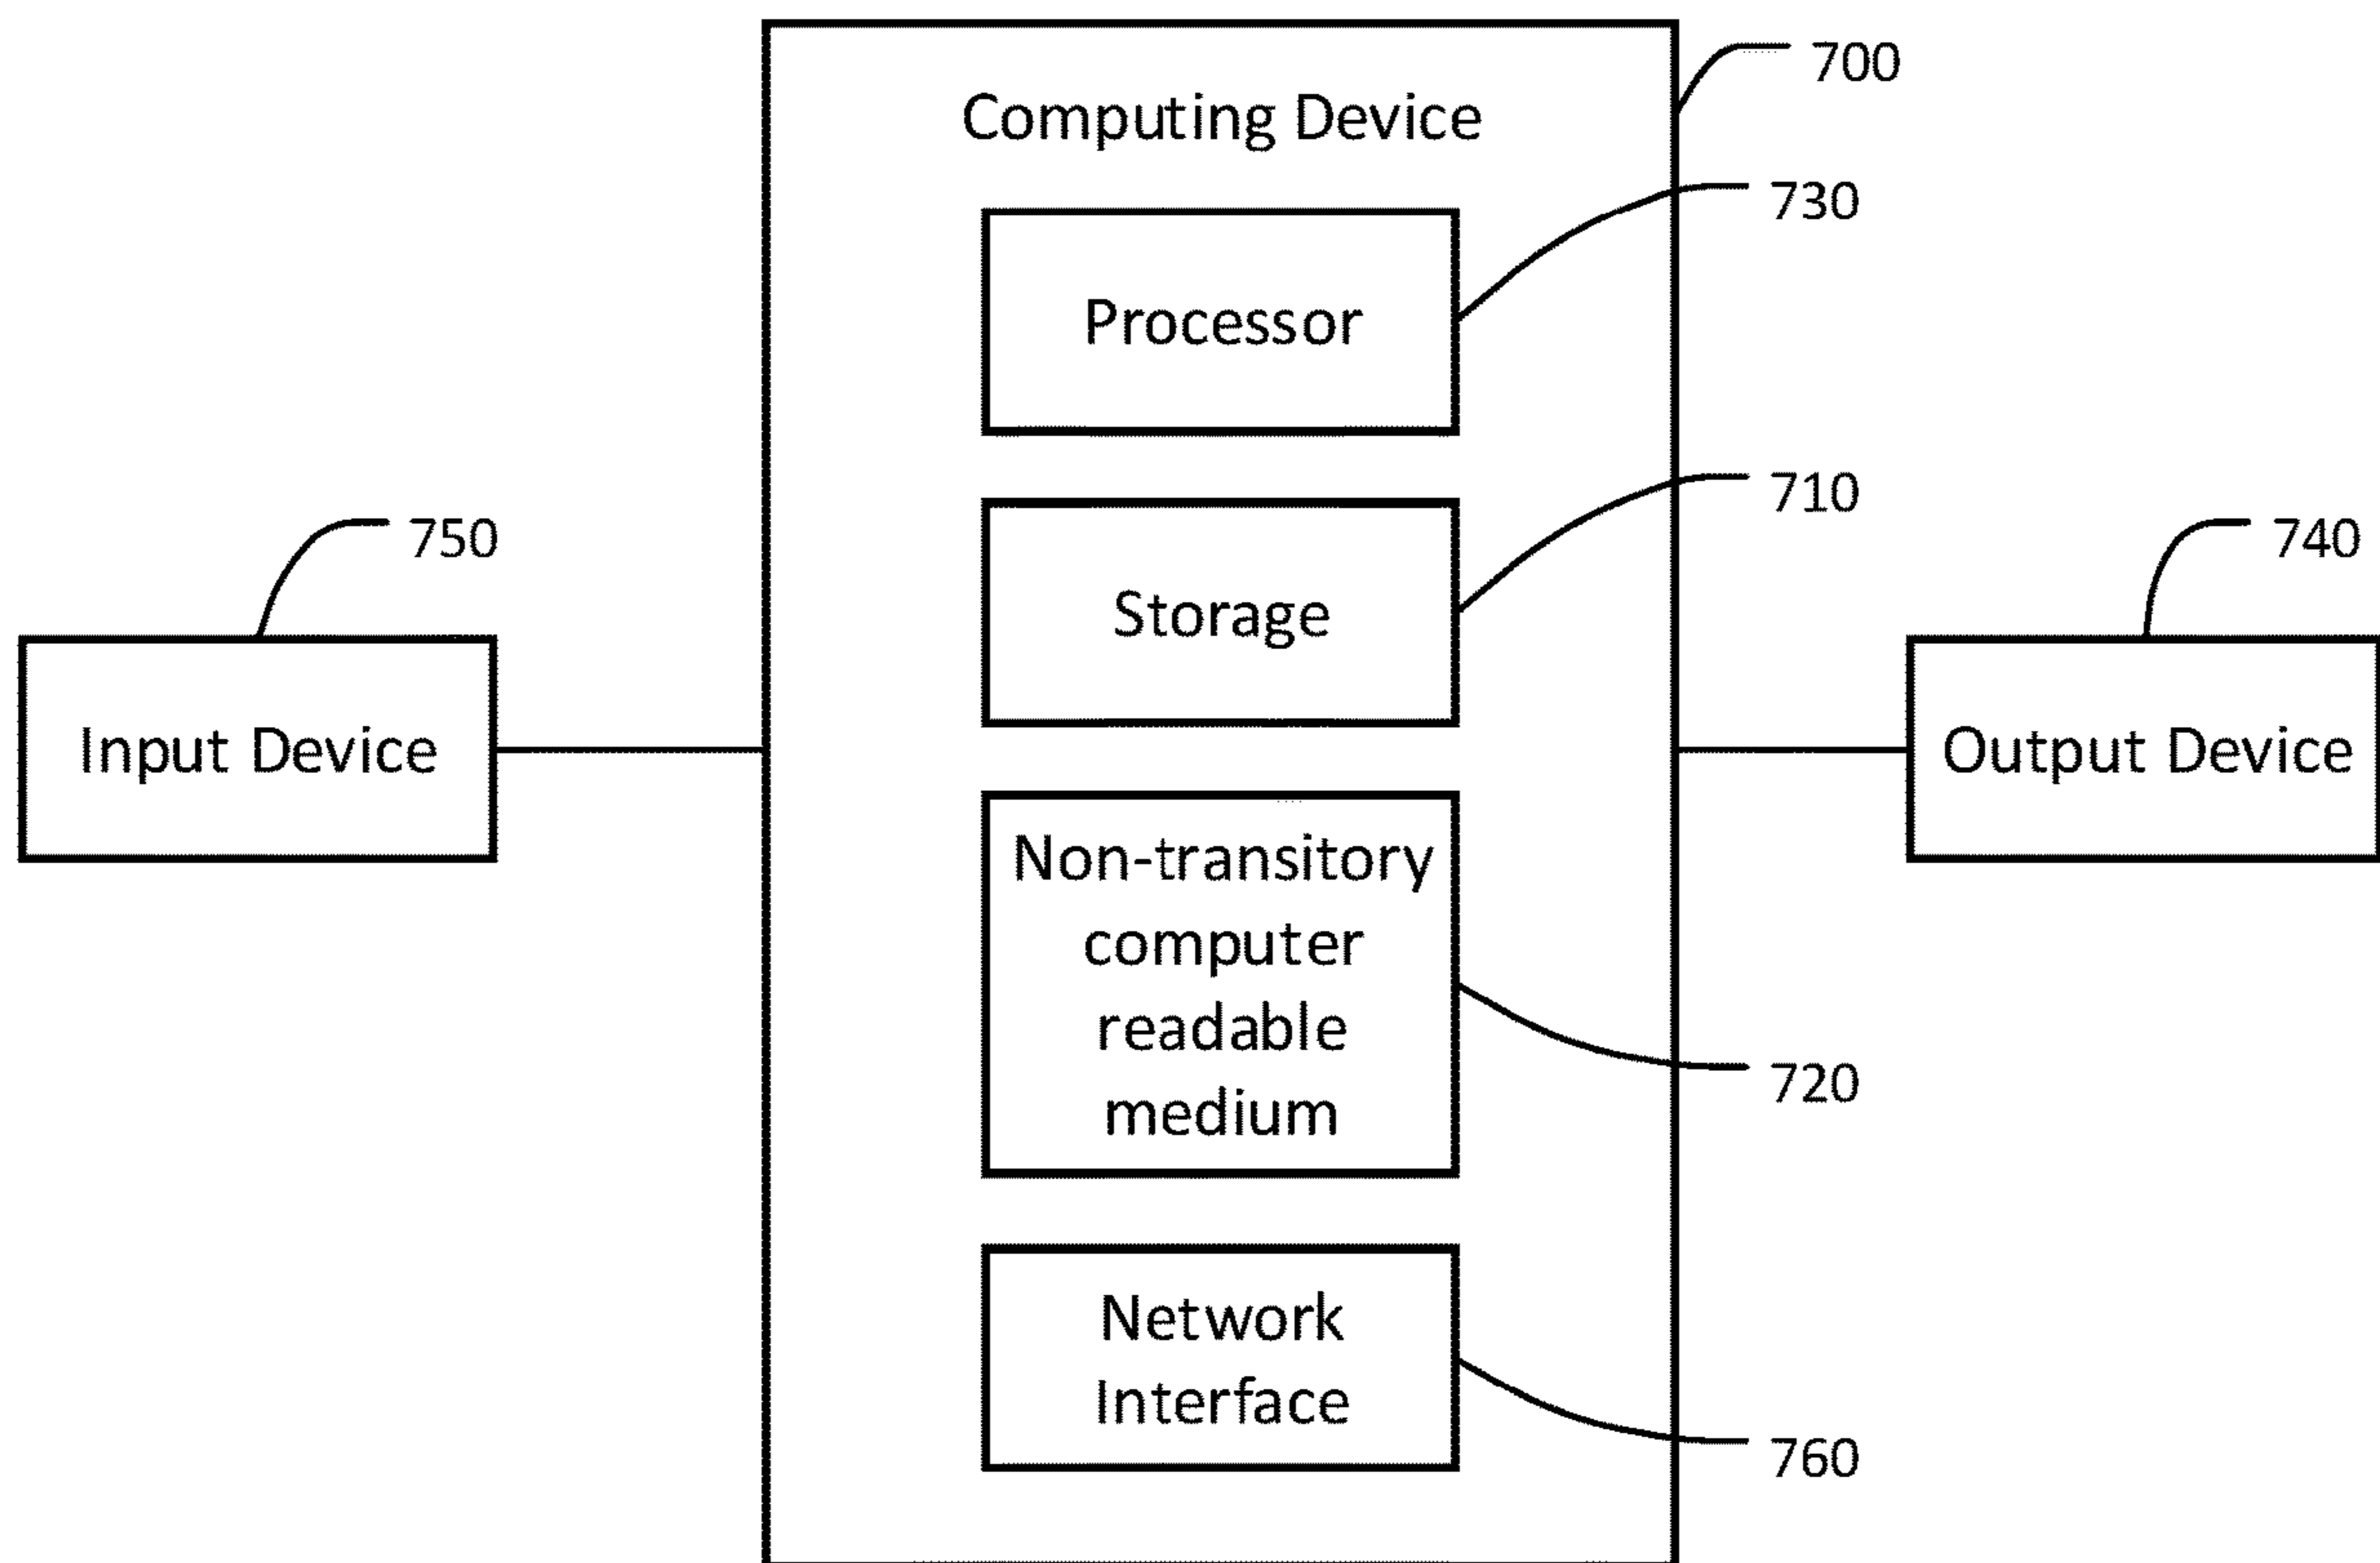 700
Computing Device
730
Processor
710
Storage
750
Input Device
740
Output Device
Non-transitory
computer
readable
medium
720
Network
Interface
760